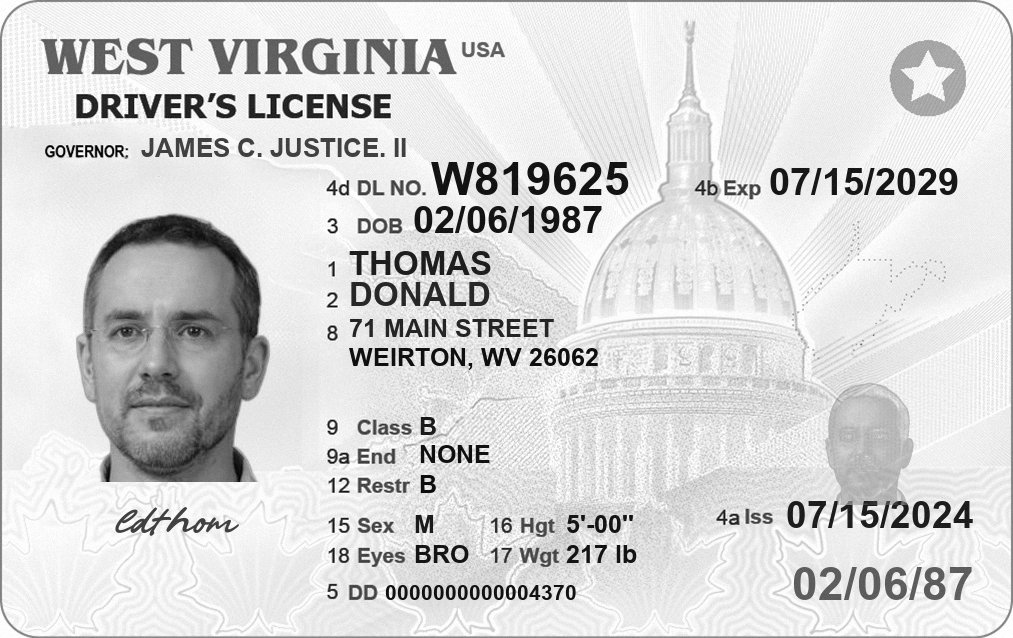 WEST VIRGINIA USA
DRIVER'S LICENSE
GOVERNOR: JAMES C. JUSTICE. II
4d DL NO. W819625 4b Exp 07/15/2029
3 DOB 02/06/1987
1 THOMAS
2 DONALD
8 71 MAIN STREET
WEIRTON, WV 26062
9 Class B
9a End NONE
12 Restr B
15 Sex M 16 Hgt 5'-00"
4a Iss 07/15/2024
18 Eyes BRO 17 Wgt 217 lb
5 DD 0000000000004370
02/06/87